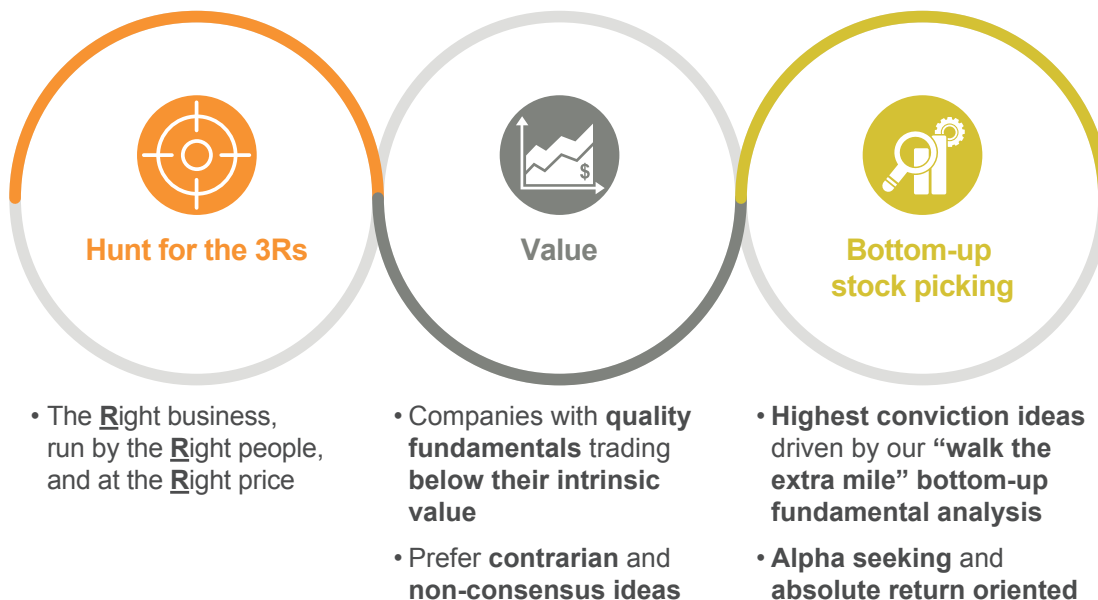 Hunt for the 3Rs
• The Right business,
run by the Right people,
and at the Right price
$
Value
• Companies with quality
fundamentals trading
below their intrinsic
value
• Prefer contrarian and
non-consensus ideas
Bottom-up
stock picking
• Highest conviction ideas
driven by our “walk the
extra mile” bottom-up
fundamental analysis
• Alpha seeking and
absolute return oriented